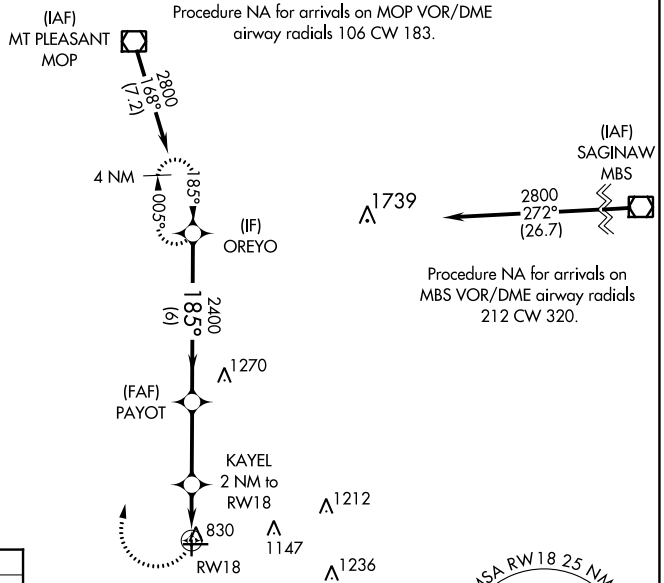 Procedure NA for arrivals on MOP VOR/DME
airway radials 106 CW 183.
(IAF)
MT PLEASANT
MOP
2800
168°
(7.2)
(IAF)
SAGINAW
MBS
4 NM
185°
005°
1739
2800
272°
(26.7)
(IF)
OREYO
Procedure NA for arrivals on
MBS VOR/DME airway radials
212 CW 320.
2400
185°
(6)
1270
(FAF)
PAYOT
KAYEL
2 NM to
RW18
1212
830
1147
RW18
1236
MSA RW18 25 NM